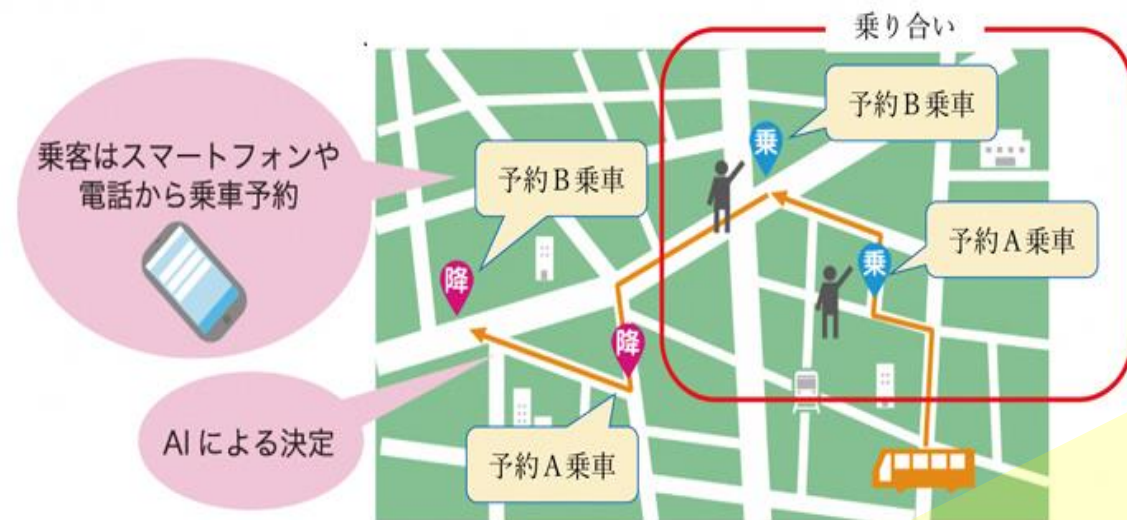 乗り合い
予約B乗車
乗
乗客はスマートフォンや
電話から乗車予約
予約B乗車
予約A乗車
乗
降
降
AIによる決定
予約A乗車